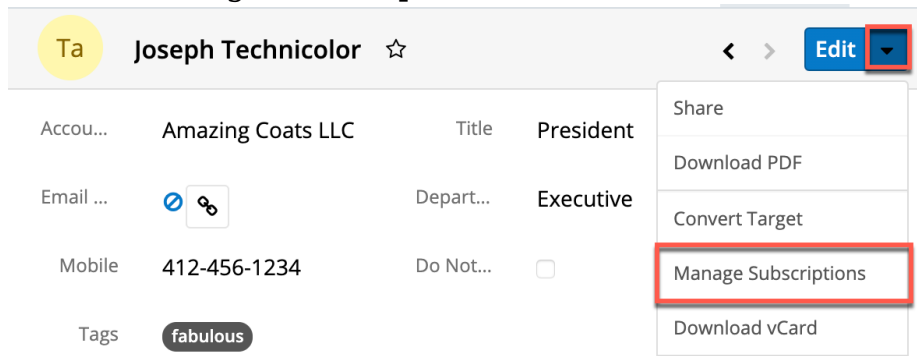 Ta Joseph Technicolor Edit
Share
Accou... Amazing Coats LLC Title President
Download PDF
Email ... Depart... Executive
Convert Target
Mobile 412-456-1234 Do Not...
Manage Subscriptions
Tags fabulous
Download vCard